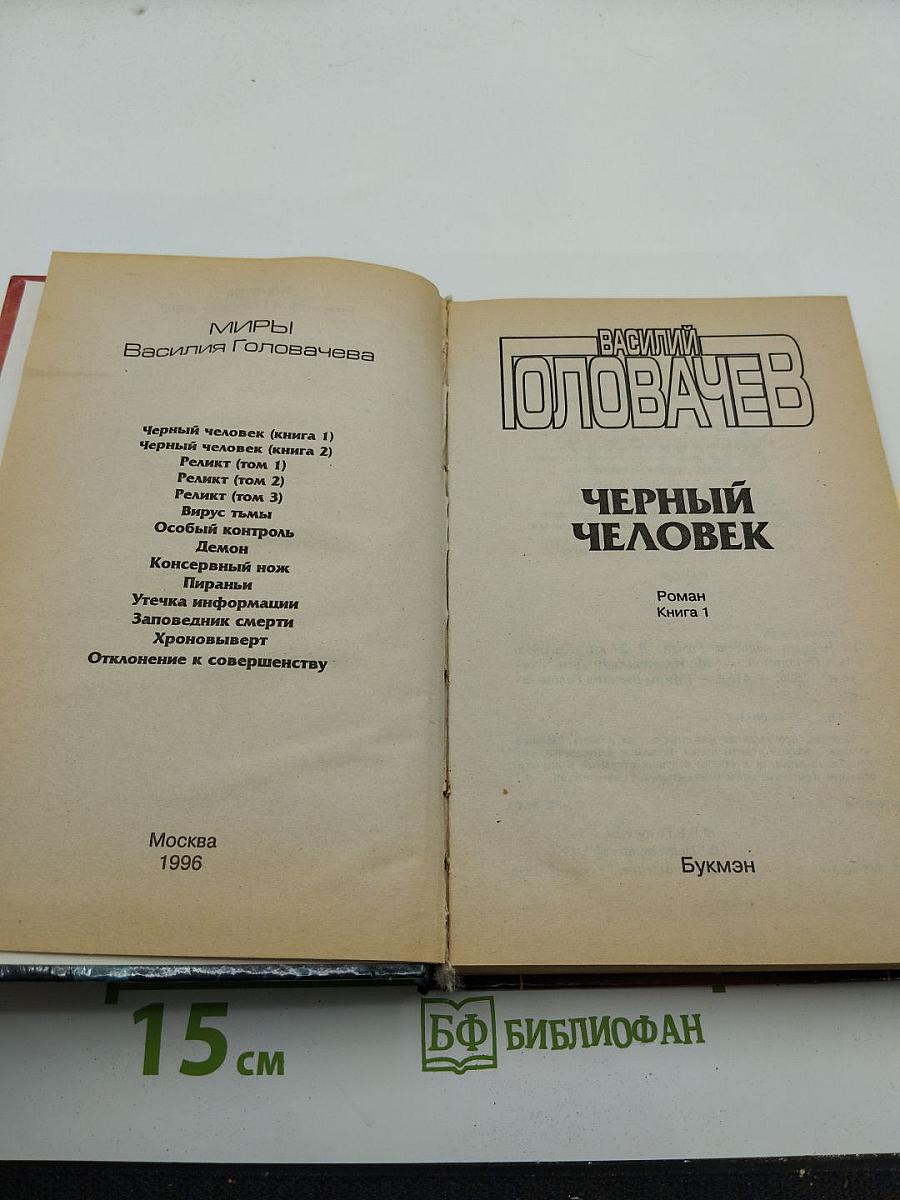 МИРЫ
Василия Головачева
Черный человек (книга 1)
Черный человек (книга 2)
Реликт (том 1)
Реликт (том 2)
Реликт (том 3)
Вирус тьмы
Особый контроль
Демон
Консервный нож
Пираньи
Утечка информации
Заповедник смерти
Хроновыверт
Отклонение к совершенству
Москва
1996
ВАСИЛИЙ
ГОЛОВАЧЕВ
ЧЕРНЫЙ
ЧЕЛОВЕК
Роман
Книга 1
Букмэн
15 см
БФ БИБЛИОФАН